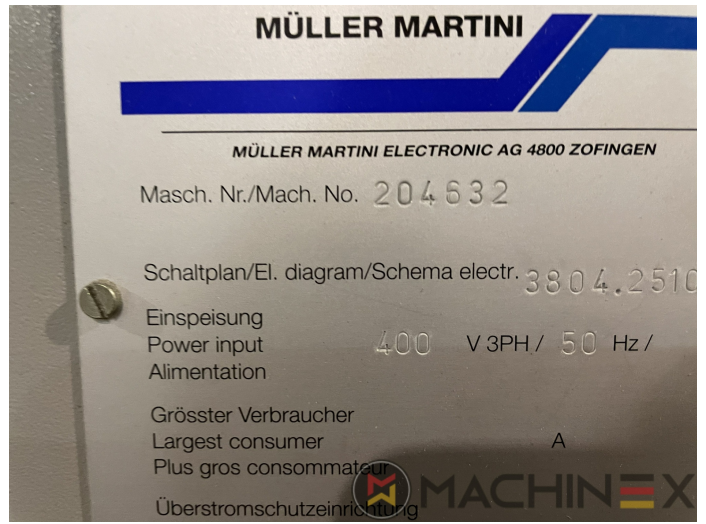 MÜLLER MARTINI
MÜLLER MARTINI ELECTRONIC AG 4800 ZOFINGEN
Masch. Nr./Mach. No. 204632
Schaltplan/El. diagram/Schema electr. 3804.2510
Einspeisung
Power input 400 V 3PH / 50 Hz /
Alimentation
Grösster Verbraucher
Largest consumer A
Plus gros consommateur
Überstromschutzeinrichtung
MACHINEX